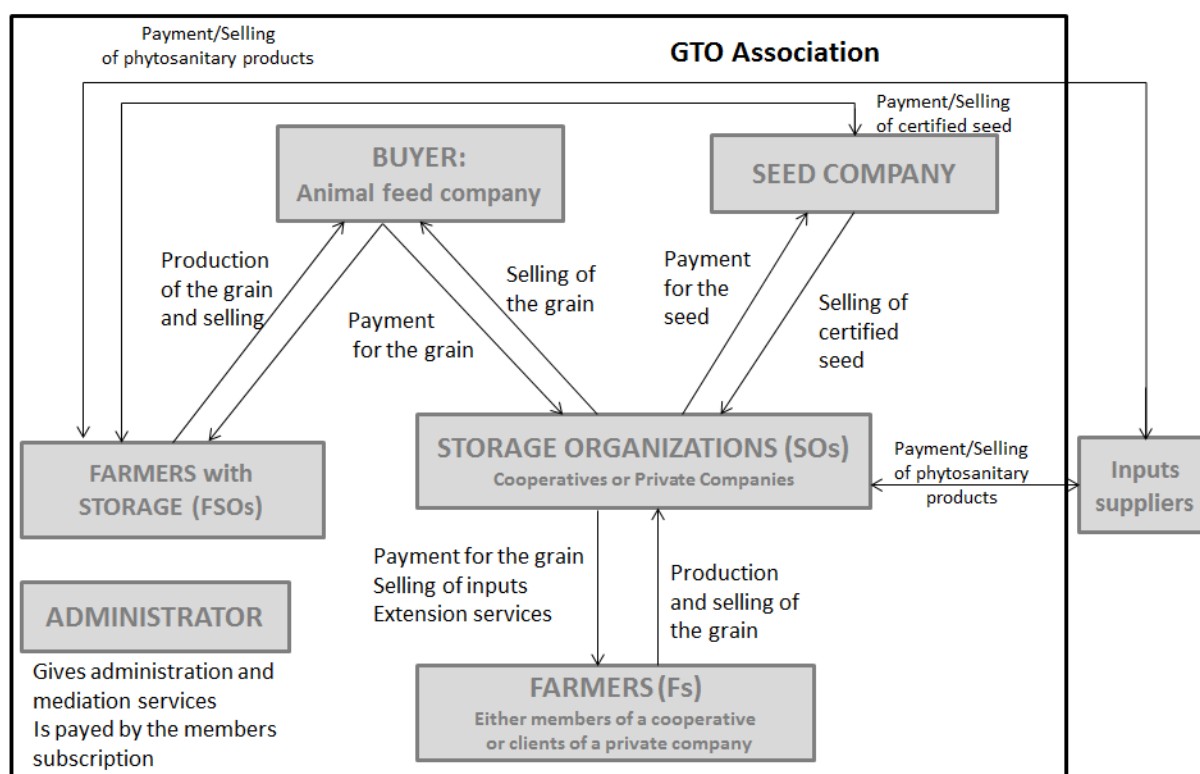 Payment/Selling
of phytosanitary products
GTO Association
Payment/Selling
of certified seed
BUYER:
Animal feed company
SEED COMPANY
Production
of the grain
and selling
Payment
for the grain
Selling of
the grain
Payment
for the
seed
Selling of
certified
seed
FARMERS with
STORAGE (FSOs)
STORAGE ORGANIZATIONS (SOs)
Cooperatives or Private Companies
Payment/Selling
of phytosanitary
products
Inputs
suppliers
Payment for the grain
Selling of inputs
Extension services
Production
and selling of
the grain
ADMINISTRATOR
Gives administration and
mediation services
Is payed by the members
subscription
FARMERS (Fs)
Either members of a cooperative
or clients of a private company